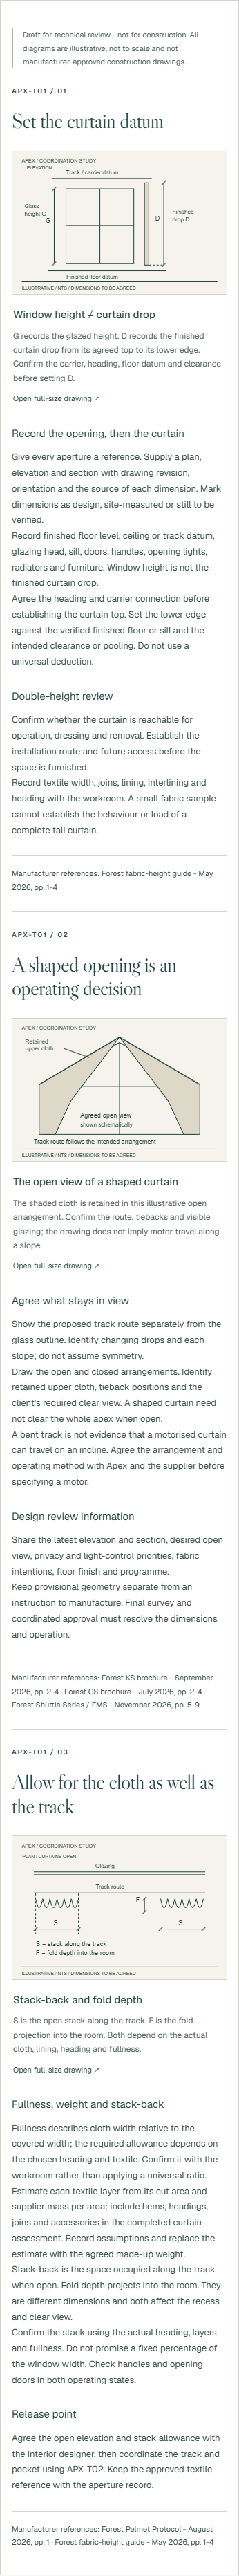 Draft for technical review - not for construction. All
diagrams are illustrative, not to scale and not
manufacturer-approved construction drawings.
APX-T01 / 01
Set the curtain datum
APEX / COORDINATION STUDY
ELEVATION
Track / carrier datum
Glass
height G
G
D
Finished
drop D
Finished floor datum
ILLUSTRATIVE / NTS / DIMENSIONS TO BE AGREED
Window height ≠ curtain drop
G records the glazed height. D records the finished
curtain drop from its agreed top to its lower edge.
Confirm the carrier, heading, floor datum and clearance
before setting D.
Open full-size drawing ↗
Record the opening, then the curtain
Give every aperture a reference. Supply a plan,
elevation and section with drawing revision,
orientation and the source of each dimension. Mark
dimensions as design, site-measured or still to be
verified.
Record finished floor level, ceiling or track datum,
glazing head, sill, doors, handles, opening lights,
radiators and furniture. Window height is not the
finished curtain drop.
Agree the heading and carrier connection before
establishing the curtain top. Set the lower edge
against the verified finished floor or sill and the
intended clearance or pooling. Do not use a
universal deduction.
Double-height review
Confirm whether the curtain is reachable for
operation, dressing and removal. Establish the
installation route and future access before the
space is furnished.
Record textile width, joins, lining, interlining and
heading with the workroom. A small fabric sample
cannot establish the behaviour or load of a
complete tall curtain.
Manufacturer references: Forest fabric-height guide - May
2026, pp. 1-4
APX-T01 / 02
A shaped opening is an
operating decision
APEX / COORDINATION STUDY
Retained
upper cloth
Agreed open view
shown schematically
Track route follows the intended arrangement
ILLUSTRATIVE / NTS / DIMENSIONS TO BE AGREED
The open view of a shaped curtain
The shaded cloth is retained in this illustrative open
arrangement. Confirm the route, tiebacks and visible
glazing; the drawing does not imply motor travel along
a slope.
Open full-size drawing ↗
Agree what stays in view
Show the proposed track route separately from the
glass outline. Identify changing drops and each
slope; do not assume symmetry.
Draw the open and closed arrangements. Identify
retained upper cloth, tieback positions and the
client's required clear view. A shaped curtain need
not clear the whole apex when open.
A bent track is not evidence that a motorised curtain
can travel on an incline. Agree the arrangement and
operating method with Apex and the supplier before
specifying a motor.
Design review information
Share the latest elevation and section, desired open
view, privacy and light-control priorities, fabric
intentions, floor finish and programme.
Keep provisional geometry separate from an
instruction to manufacture. Final survey and
coordinated approval must resolve the dimensions
and operation.
Manufacturer references: Forest KS brochure - September
2026, pp. 2-4 · Forest CS brochure - July 2026, pp. 2-4 ·
Forest Shuttle Series / FMS - November 2026, pp. 5-9
APX-T01 / 03
Allow for the cloth as well as
the track
APEX / COORDINATION STUDY
PLAN / CURTAINS OPEN
Glazing
Track route
F
S
S
S = stack along the track
F = fold depth into the room
ILLUSTRATIVE / NTS / DIMENSIONS TO BE AGREED
Stack-back and fold depth
S is the open stack along the track. F is the fold
projection into the room. Both depend on the actual
cloth, lining, heading and fullness.
Open full-size drawing ↗
Fullness, weight and stack-back
Fullness describes cloth width relative to the
covered width; the required allowance depends on
the chosen heading and textile. Confirm it with the
workroom rather than applying a universal ratio.
Estimate each textile layer from its cut area and
supplier mass per area; include hems, headings,
joins and accessories in the completed curtain
assessment. Record assumptions and replace the
estimate with the agreed made-up weight.
Stack-back is the space occupied along the track
when open. Fold depth projects into the room. They
are different dimensions and both affect the recess
and clear view.
Confirm the stack using the actual heading, layers
and fullness. Do not promise a fixed percentage of
the window width. Check handles and opening
doors in both operating states.
Release point
Agree the open elevation and stack allowance with
the interior designer, then coordinate the track and
pocket using APX-T02. Keep the approved textile
reference with the aperture record.
Manufacturer references: Forest Pelmet Protocol - August
2026, pp. 1 · Forest fabric-height guide - May 2026, pp. 1-4